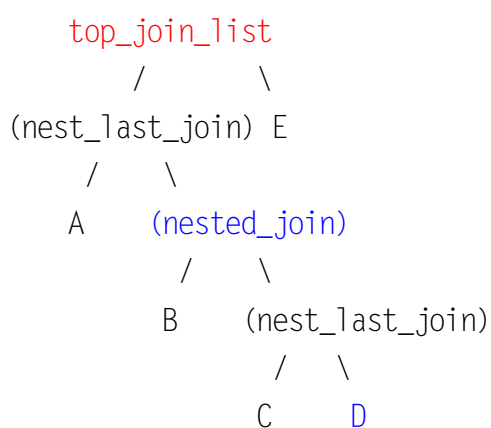 top_join_list
/ \
(nest_last_join) E
/ \
A (nested_join)
/ \
B (nest_last_join)
/ \
C D